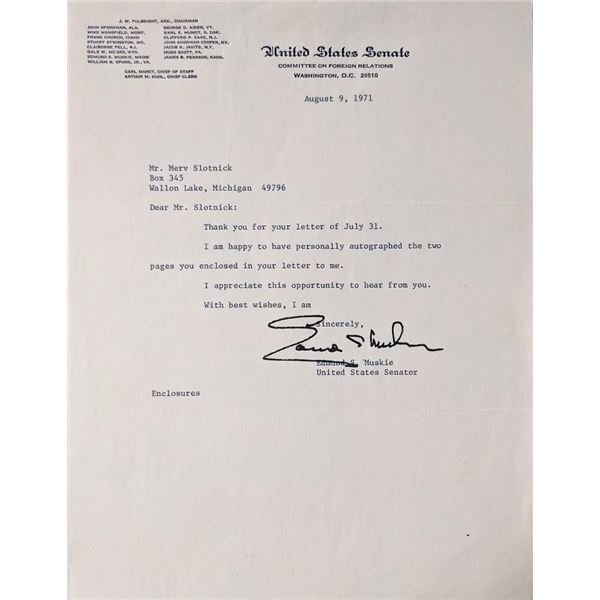 J. W. FULBRIGHT, ARK., CHAIRMAN
JOHN SPARKMAN, ALA. GEORGE D. AIKEN, VT.
MIKE MANSFIELD, MONT. KARL E. MUNDT, S. DAK.
FRANK CHURCH, IDAHO CLIFFORD P. CASE, N.J.
STUART SYMINGTON, MO. JOHN SHERMAN COOPER, KY.
CLAIBORNE PELL, R.I. JACOB K. JAVITS, N.Y.
GALE W. MC GEE, WYO. HUGH SCOTT, PA.
EDMUND S. MUSKIE, MAINE JAMES B. PEARSON, KANS.
WILLIAM B. SPONG, JR., VA.
CARL MARCY, CHIEF OF STAFF
ARTHUR M. KUHL, CHIEF CLERK
United States Senate
COMMITTEE ON FOREIGN RELATIONS
WASHINGTON, D.C. 20510
August 9, 1971
Mr. Merv Slotnick
Box 345
Wallon Lake, Michigan 49796
Dear Mr. Slotnick:
Thank you for your letter of July 31.
I am happy to have personally autographed the two
pages you enclosed in your letter to me.
I appreciate this opportunity to hear from you.
With best wishes, I am
Sincerely,
Edmund S. Muskie
United States Senator
Enclosures